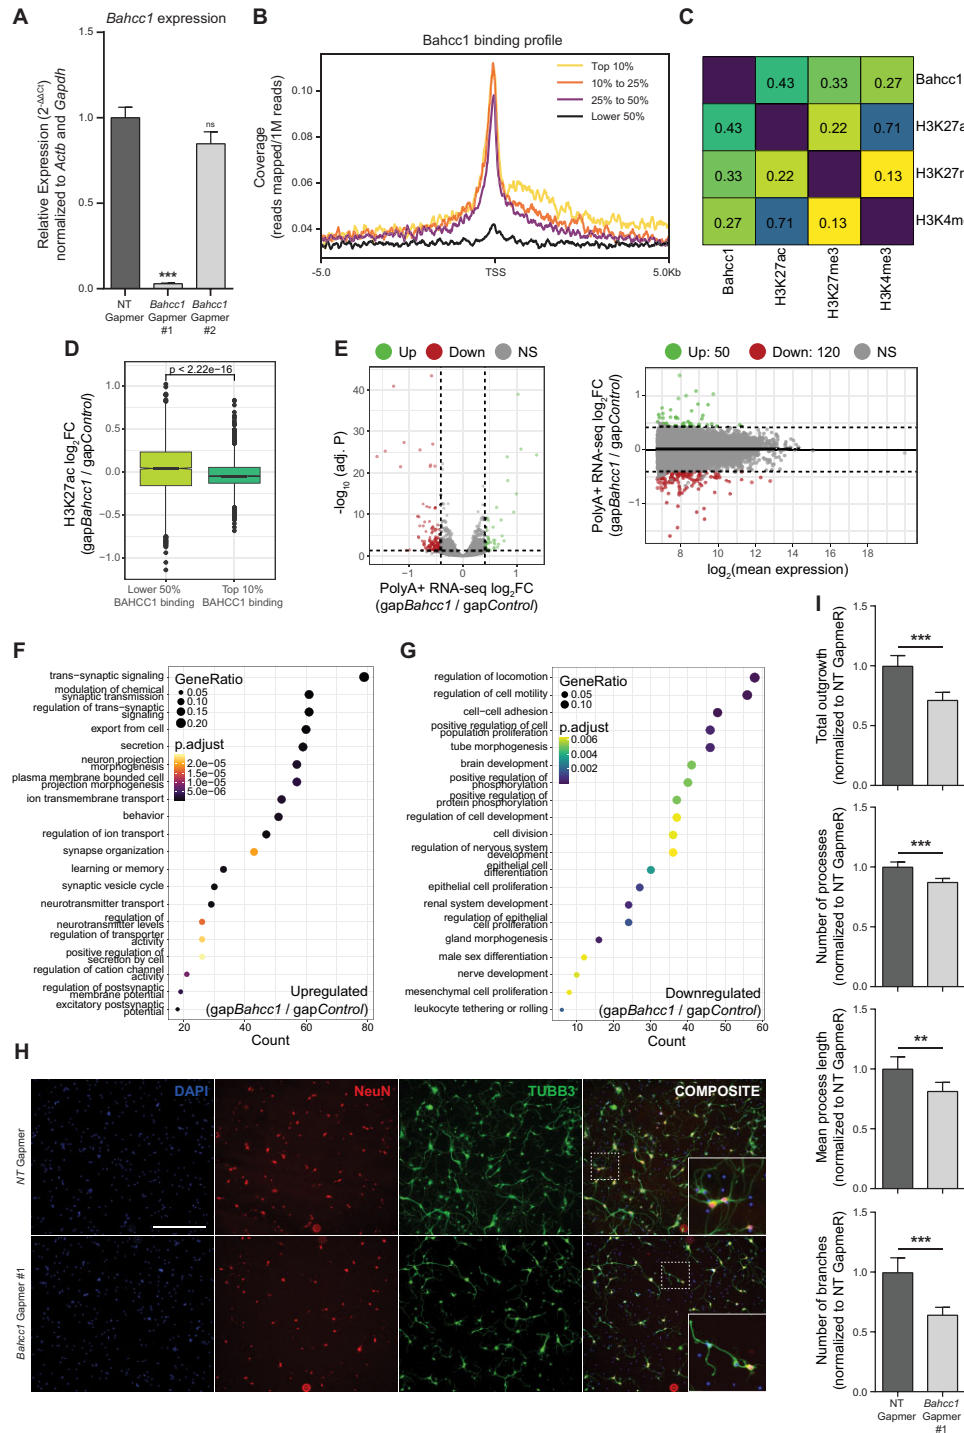 A
Bahcc1 expression
Relative Expression (2^-ΔΔCt)
normalized to Actb and Gapdh
1.5
1.0
0.5
0.0
***
ns
NT
Gapmer
Bahcc1
Gapmer
#1
Bahcc1
Gapmer
#2
B
Bahcc1 binding profile
Coverage
(reads mapped/1M reads)
0.10
0.08
0.06
0.04
Top 10%
10% to 25%
25% to 50%
Lower 50%
-5.0
TSS
5.0Kb
C
0.43
0.33
0.27
Bahcc1
0.43
0.22
0.71
H3K27a
0.33
0.22
0.13
H3K27r
0.27
0.71
0.13
H3K4m
Bahcc1
H3K27ac
H3K27me3
H3K4me3
D
H3K27ac log2FC
(gapBahcc1 / gapControl)
p < 2.22e−16
1.0
0.5
0.0
−0.5
−1.0
Lower 50%
BAHCC1 binding
Top 10%
BAHCC1 binding
E
Up
Down
NS
-log10 (adj. P)
40
30
20
10
0
−1
0
1
PolyA+ RNA-seq log2FC
(gapBahcc1 / gapControl)
Up: 50
Down: 120
NS
PolyA+ RNA-seq log2FC
(gapBahcc1 / gapControl)
1
0
−1
8
10
12
14
16
20
log2(mean expression)
F
trans−synaptic signaling
modulation of chemical
synaptic transmission
regulation of trans−synaptic
signaling
export from cell
secretion
neuron projection
morphogenesis
plasma membrane bounded cell
projection morphogenesis
ion transmembrane transport
behavior
regulation of ion transport
synapse organization
learning or memory
synaptic vesicle cycle
neurotransmitter transport
regulation of
neurotransmitter levels
regulation of transporter
activity
positive regulation of
secretion by cell
regulation of cation channel
activity
regulation of postsynaptic
membrane potential
excitatory postsynaptic
potential
GeneRatio
0.05
0.10
0.15
0.20
p.adjust
2.0e−05
1.5e−05
1.0e−05
5.0e−06
Upregulated
(gapBahcc1 / gapControl)
20
40
60
80
Count
G
regulation of locomotion
regulation of cell motility
cell−cell adhesion
positive regulation of cell
population proliferation
tube morphogenesis
brain development
positive regulation of
phosphorylation
positive regulation of
protein phosphorylation
regulation of cell development
cell division
regulation of nervous system
development
epithelial cell
differentiation
epithelial cell proliferation
renal system development
regulation of epithelial
cell proliferation
gland morphogenesis
male sex differentiation
nerve development
mesenchymal cell proliferation
leukocyte tethering or rolling
GeneRatio
0.05
0.10
p.adjust
0.006
0.004
0.002
Downregulated
(gapBahcc1 / gapControl)
10
20
30
40
50
60
Count
H
DAPI
NeuN
TUBB3
COMPOSITE
NT Gapmer
Bahcc1 Gapmer #1
I
Total outgrowth
(normalized to NT GapmeR)
1.5
1.0
0.5
0.0
***
Number of processes
(normalized to NT GapmeR)
1.5
1.0
0.5
0.0
***
Mean process length
(normalized to NT GapmeR)
1.5
1.0
0.5
0.0
**
Number of branches
(normalized to NT GapmeR)
1.5
1.0
0.5
0.0
***
NT
Gapmer
Bahcc1
Gapmer
#1